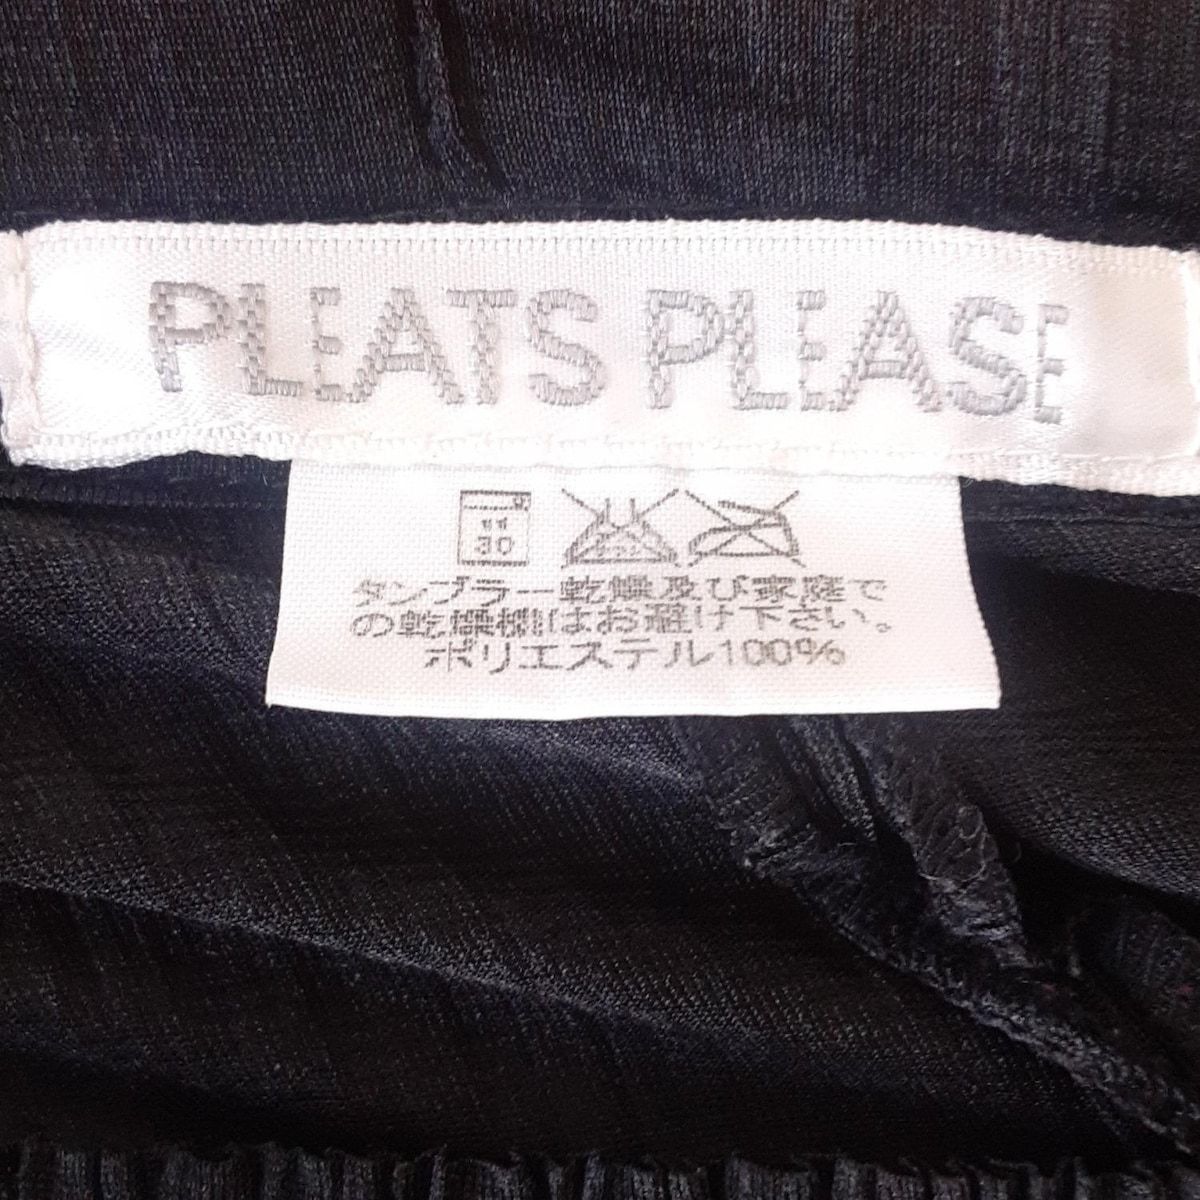 PLEATS PLEASE
30
タンブラー乾燥及び家庭で
の乾燥機はお避け下さい。
ポリエステル100%